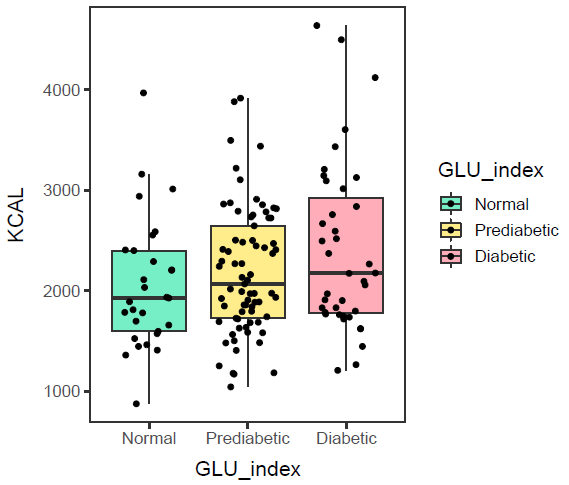 KCAL
4000
3000
2000
1000
Normal Prediabetic Diabetic
GLU_index
GLU_index
Normal
Prediabetic
Diabetic